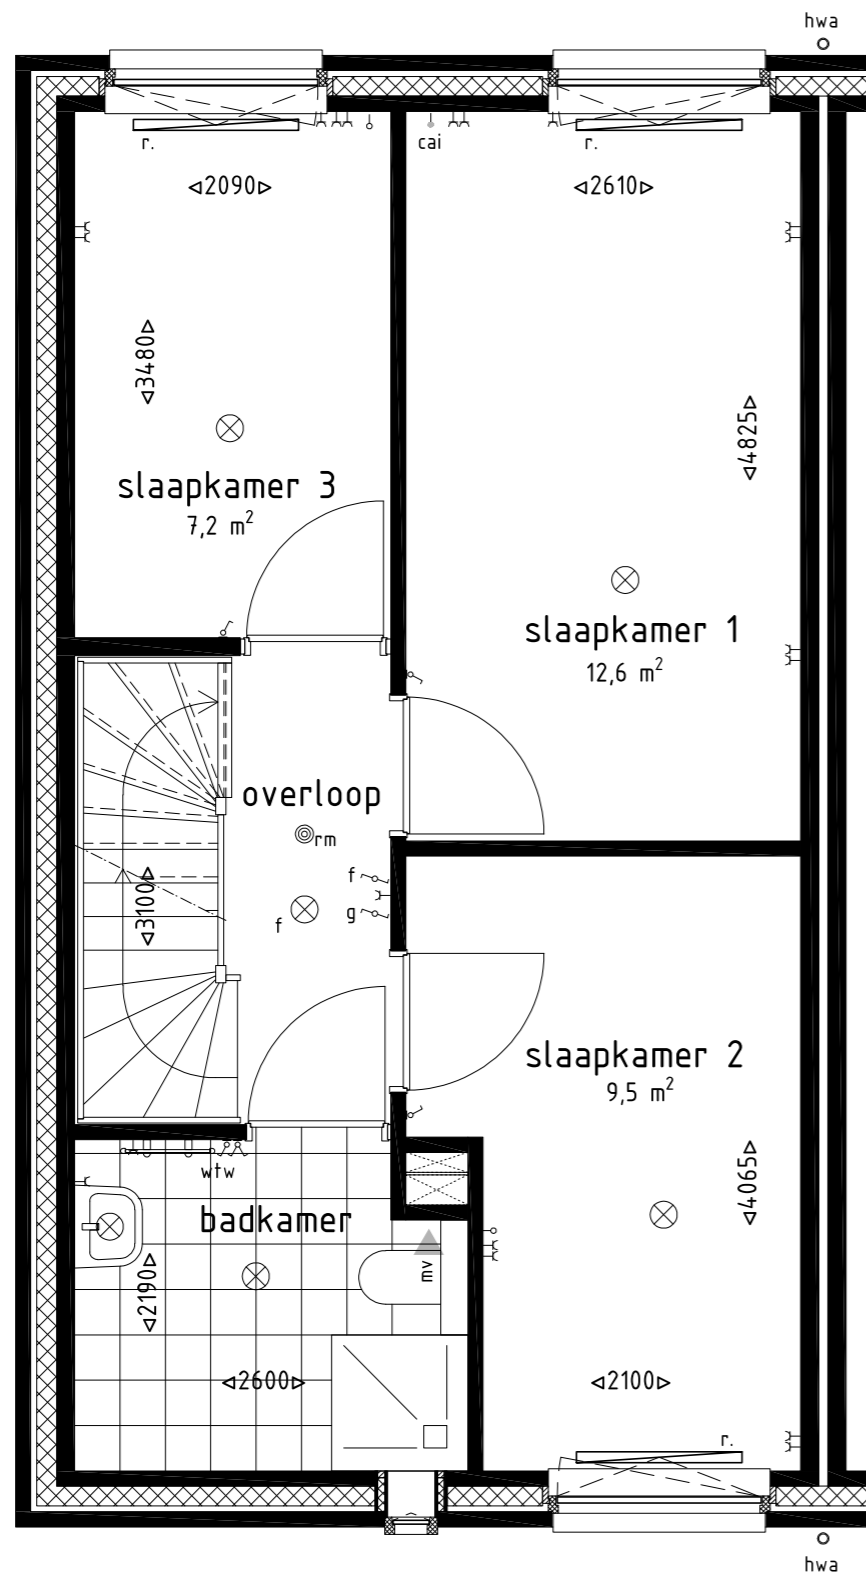 hwa
r.
cai
r.
2090
2610
3480
4825
slaapkamer 3
7,2 m²
slaapkamer 1
12,6 m²
overloop
rm
f
3100
f
g
slaapkamer 2
9,5 m²
wtw
badkamer
4065
mv
2190
2600
2100
r.
hwa